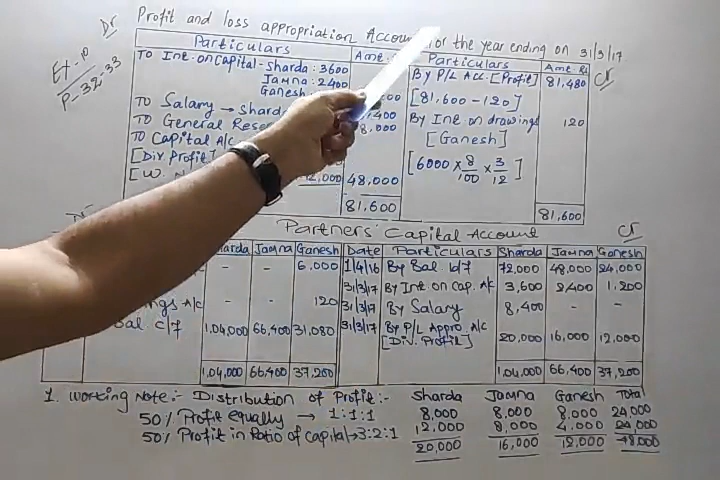 Dr Profit and loss appropriation Account for the year ending on 31/3/17.
Ex-10
P-32-33
Particulars Amt. Particulars Amt. Rs Cr
To Int. on Capital - Sharda : 3600 By P/L Acc. [Profit] 81,480
Jamna : 2400 [81,600 - 120]
Ganesh
To Salary → Shard ,400 By Int on drawings 120
To General Rese 8,000 [Ganesh]
To Capital A/c
[Div. Profit] [6000 × 8/100 × 3/12]
[W. N 12,000 48,000
81,600 81,600
Partners' Capital Account Cr
arda Jamna Ganesh Date Particulars Sharda Jamna Ganesh
- - 6,000 1/4/16 By Bal b/f 72,000 48,000 24,000
31/3/17 By Int on Cap. A/c 3,600 2400 1,200
ngs A/c - - 120 31/3/17 By Salary 8,400 - -
Bal c/f 1,04,000 66,400 31,080 31/3/17 By P/L Appro. A/c 20,000 16,000 12,000
[Div. Profit]
1,04,000 66,400 37,200 1,04,000 66,400 37,200
1. Working Note :- Distribution of Profit :- Sharda Jamna Ganesh Total
50% Profit equally → 1:1:1 8,000 8,000 8,000 24,000
50% Profit in Ratio of capital → 3:2:1 12,000 8,000 4,000 24,000
20,000 16,000 12,000 48,000